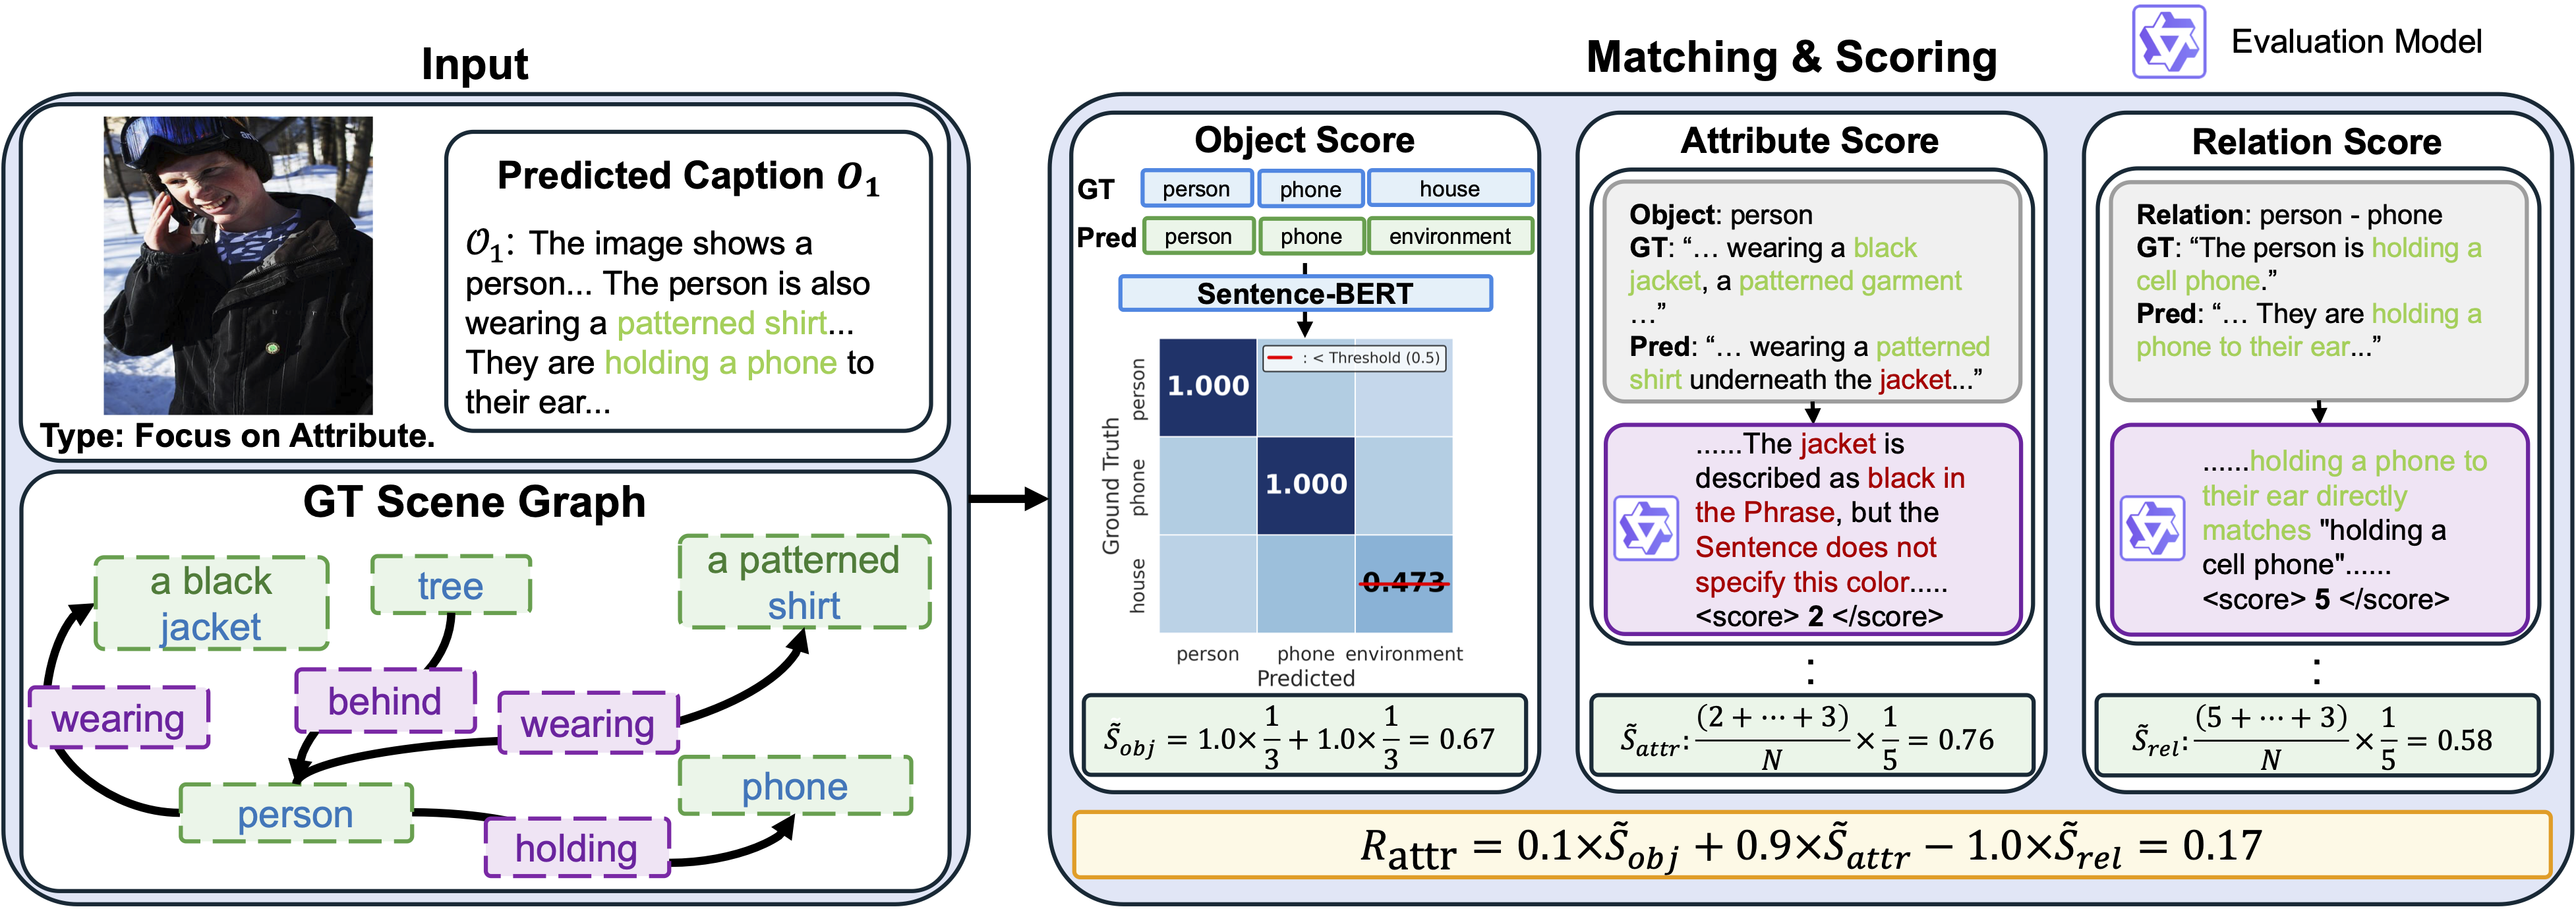 Input
Matching & Scoring
Evaluation Model
Type: Focus on Attribute.
Predicted Caption O₁
𝒪₁: The image shows a
person... The person is also
wearing a patterned shirt...
They are holding a phone to
their ear...
GT Scene Graph
a black
jacket
tree
a patterned
shirt
wearing
behind
wearing
person
phone
holding
Object Score
GT person phone house
Pred person phone environment
Sentence-BERT
: < Threshold (0.5)
1.000
1.000
0.473
Ground Truth
person
phone
house
person phone environment
Predicted
S̃_obj = 1.0× 1/3 + 1.0× 1/3 = 0.67
Attribute Score
Object: person
GT: “... wearing a black
jacket, a patterned garment
...”
Pred: “... wearing a patterned
shirt underneath the jacket...”
......The jacket is
described as black in
the Phrase, but the
Sentence does not
specify this color.....
<score> 2 </score>
:
S̃_attr: (2 + ⋯ + 3)/N × 1/5 = 0.76
Relation Score
Relation: person - phone
GT: “The person is holding a
cell phone.”
Pred: “... They are holding a
phone to their ear...”
......holding a phone to
their ear directly
matches "holding a
cell phone"......
<score> 5 </score>
:
S̃_rel: (5 + ⋯ + 3)/N × 1/5 = 0.58
R_attr = 0.1×S̃_obj + 0.9×S̃_attr − 1.0×S̃_rel = 0.17